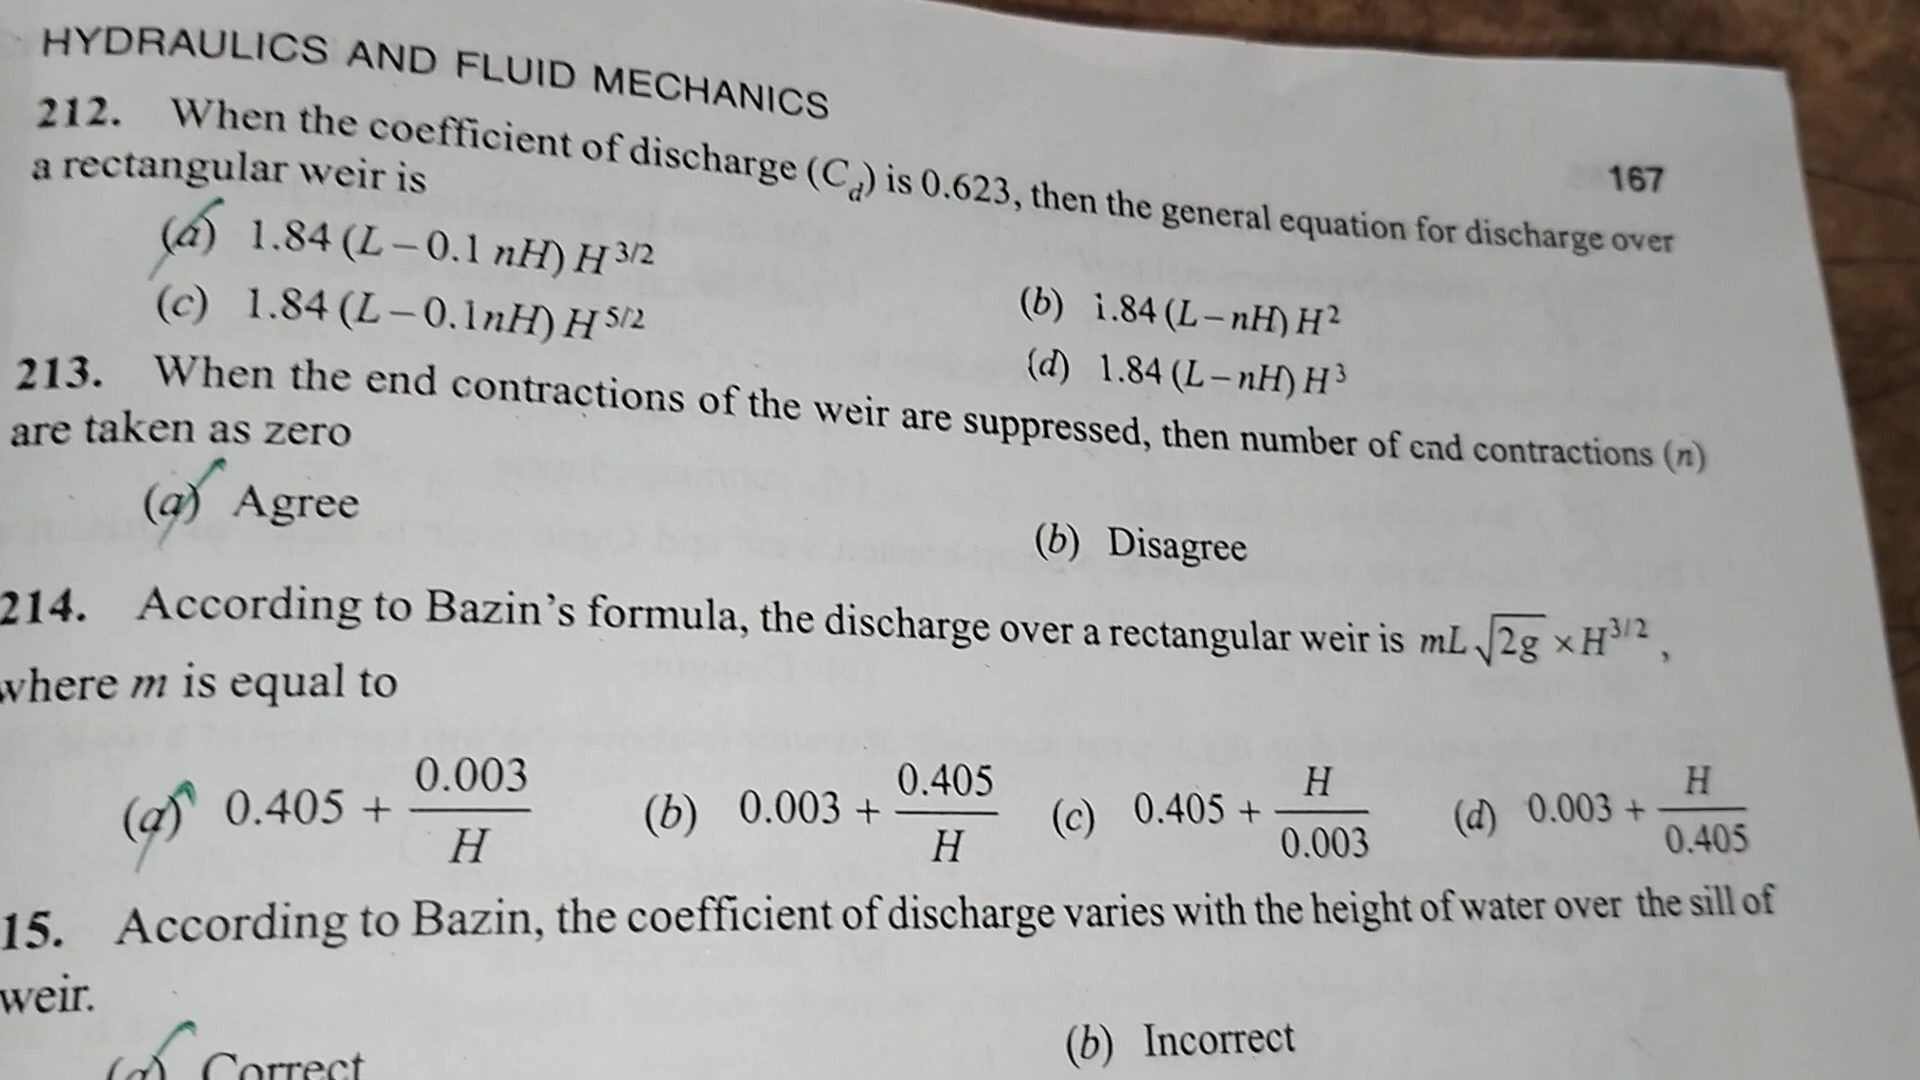 HYDRAULICS AND FLUID MECHANICS
167
212. When the coefficient of discharge (C_d) is 0.623, then the general equation for discharge over
a rectangular weir is
(a) 1.84 (L – 0.1 nH) H^3/2
(b) 1.84 (L – nH) H^2
(c) 1.84 (L – 0.1nH) H^5/2
(d) 1.84 (L – nH) H^3
213. When the end contractions of the weir are suppressed, then number of end contractions (n)
are taken as zero
(a) Agree
(b) Disagree
214. According to Bazin's formula, the discharge over a rectangular weir is mL √2g × H^3/2 ,
where m is equal to
(a) 0.405 + 0.003/H (b) 0.003 + 0.405/H (c) 0.405 + H/0.003 (d) 0.003 + H/0.405
15. According to Bazin, the coefficient of discharge varies with the height of water over the sill of
weir.
(a) Correct
(b) Incorrect